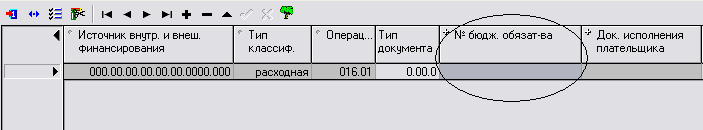 Источник внутр. и внеш. финансирования
Тип классиф.
Операц...
Тип документа
№ бюдж. обязат-ва
Док. исполнения плательщика
000.00.00.00.00.00.0000.000
расходная
016.01
0.00.0